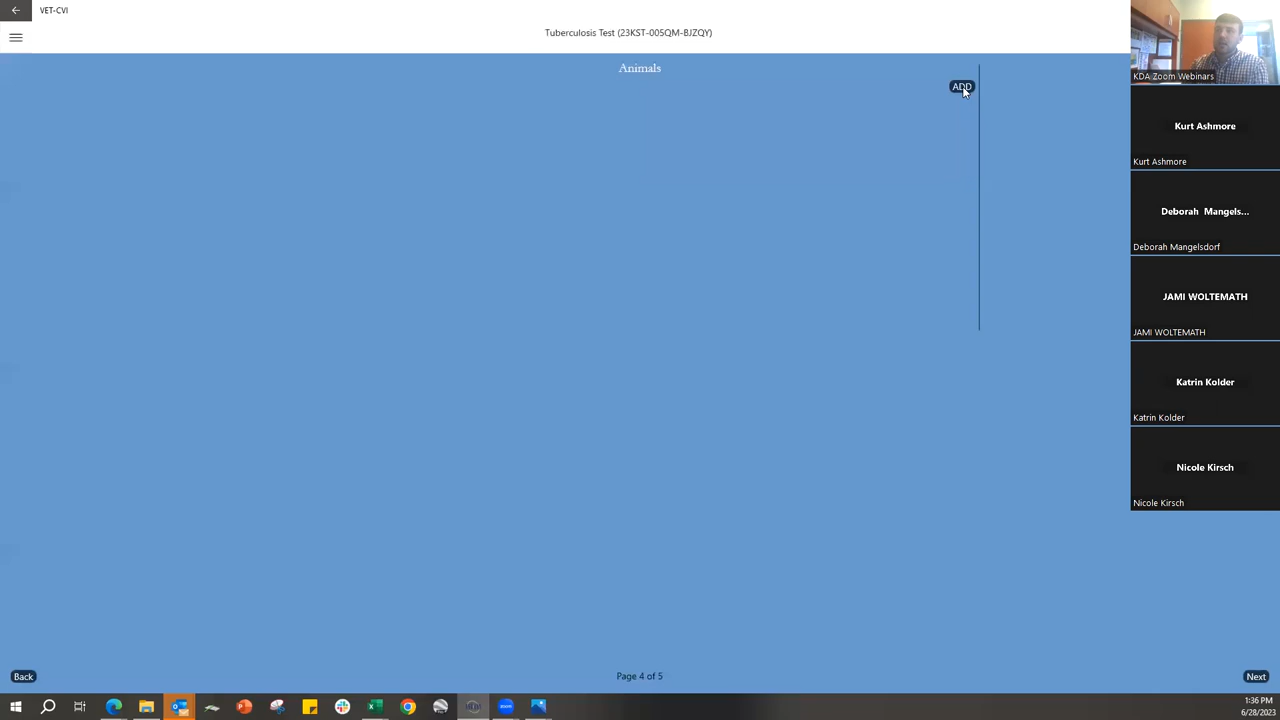 VET-CVI
Tuberculosis Test (23KST-005QM-BJZQY)
Animals
ADD
KDA Zoom Webinars
Kurt Ashmore
Kurt Ashmore
Deborah Mangels...
Deborah Mangelsdorf
JAMI WOLTEMATH
JAMI WOLTEMATH
Katrin Kolder
Katrin Kolder
Nicole Kirsch
Nicole Kirsch
Back
Page 4 of 5
Next
1:36 PM
6/28/2023